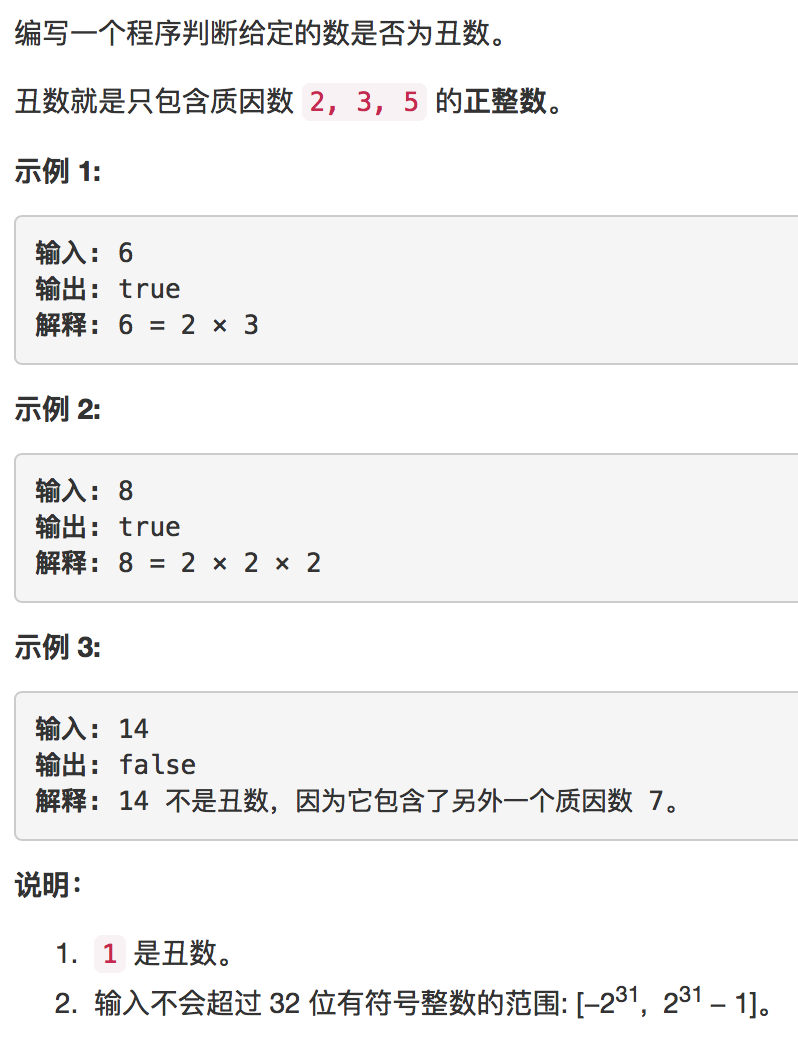 编写一个程序判断给定的数是否为丑数。
丑数就是只包含质因数 2, 3, 5 的正整数。
示例 1:
输入: 6
输出: true
解释: 6 = 2 × 3
示例 2:
输入: 8
输出: true
解释: 8 = 2 × 2 × 2
示例 3:
输入: 14
输出: false
解释: 14 不是丑数，因为它包含了另外一个质因数 7。
说明：
1. 1 是丑数。
2. 输入不会超过 32 位有符号整数的范围: [−2³¹,  2³¹ − 1]。